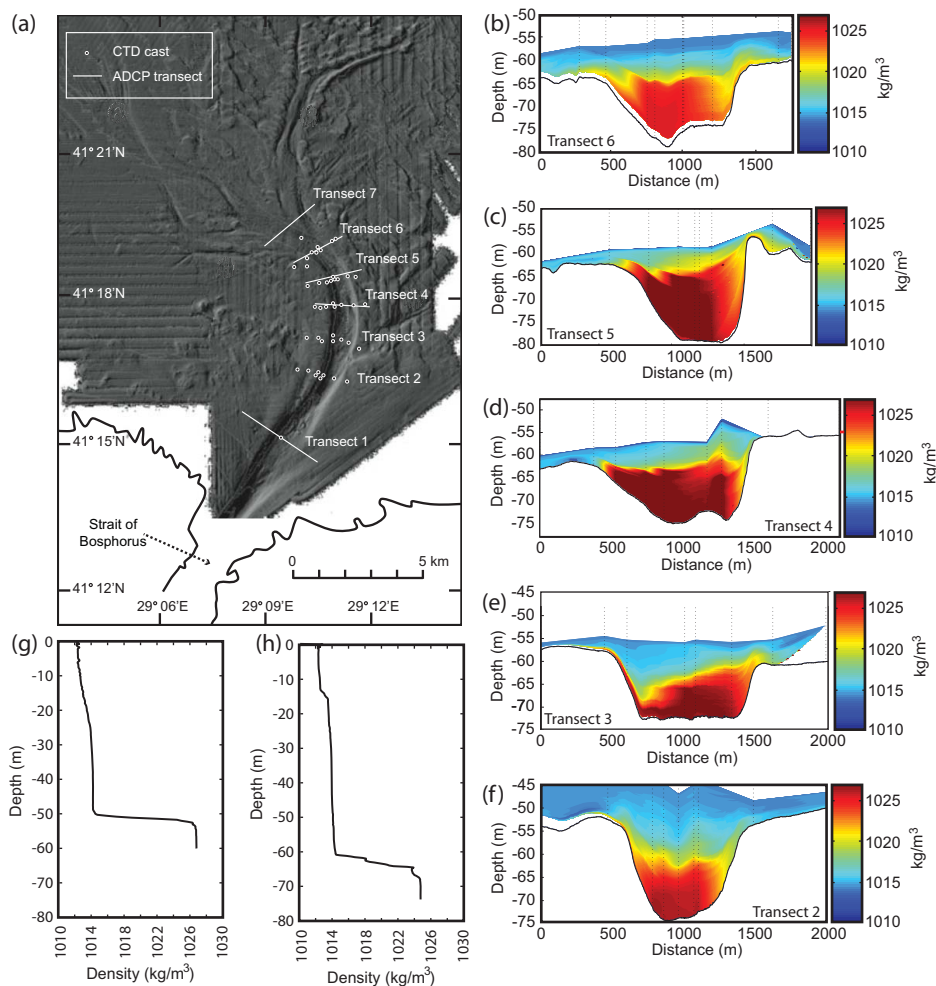 (a)
CTD cast
ADCP transect
41° 21'N
41° 18'N
41° 15'N
41° 12'N
Transect 7
Transect 6
Transect 5
Transect 4
Transect 3
Transect 2
Transect 1
Strait of
Bosphorus
0 5 km
29° 06'E 29° 09'E 29° 12'E
(b)
-50
-55
-60
-65
-70
-75
-80
Depth (m)
Transect 6
0 500 1000 1500
Distance (m)
1025
1020
1015
1010
kg/m³
(c)
-50
-55
-60
-65
-70
-75
-80
Depth (m)
Transect 5
0 500 1000 1500
Distance (m)
1025
1020
1015
1010
kg/m³
(d)
-50
-55
-60
-65
-70
-75
Depth (m)
Transect 4
0 500 1000 1500 2000
Distance (m)
1025
1020
1015
1010
kg/m³
(e)
-45
-50
-55
-60
-65
-70
-75
Depth (m)
Transect 3
0 500 1000 1500 2000
Distance (m)
1025
1020
1015
1010
kg/m³
(f)
-45
-50
-55
-60
-65
-70
-75
Depth (m)
Transect 2
0 500 1000 1500 2000
Distance (m)
1025
1020
1015
1010
kg/m³
(g)
0
-10
-20
-30
-40
-50
-60
-70
-80
Depth (m)
1010 1014 1018 1022 1026 1030
Density (kg/m³)
(h)
0
-20
-40
-60
-80
Depth (m)
1010 1014 1018 1022 1026 1030
Density (kg/m³)